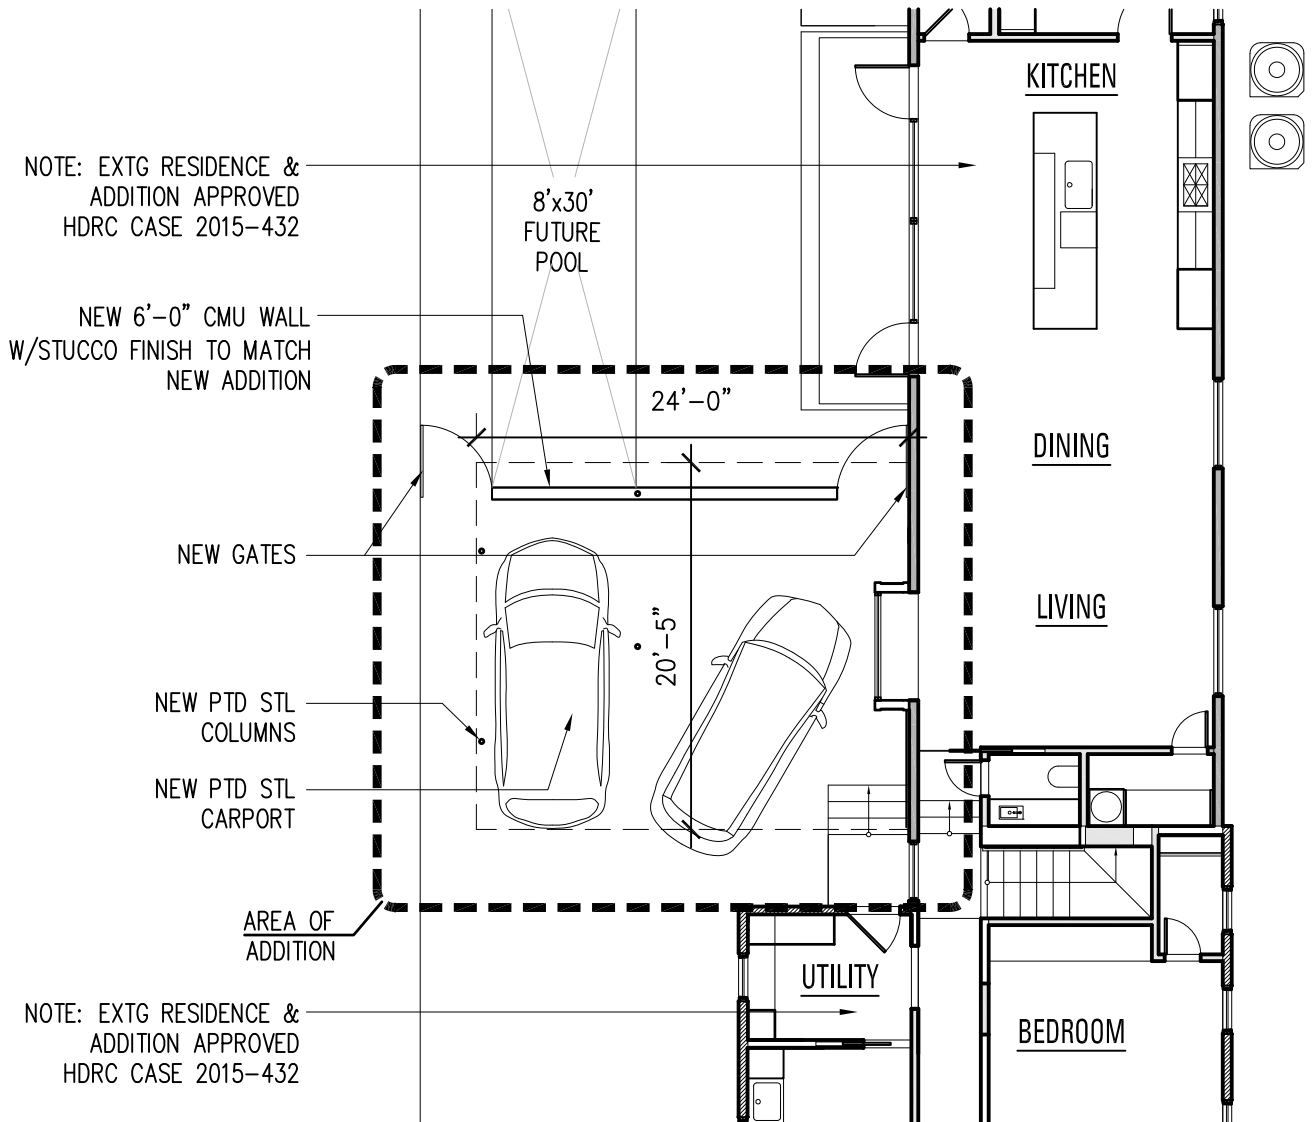 KITCHEN
NOTE: EXTG RESIDENCE &
ADDITION APPROVED
HDRC CASE 2015-432
8'x30'
FUTURE
POOL
NEW 6'-0" CMU WALL
W/STUCCO FINISH TO MATCH
NEW ADDITION
24'-0"
DINING
NEW GATES
LIVING
20'-5"
NEW PTD STL
COLUMNS
NEW PTD STL
CARPORT
AREA OF
ADDITION
UTILITY
NOTE: EXTG RESIDENCE &
ADDITION APPROVED
HDRC CASE 2015-432
BEDROOM